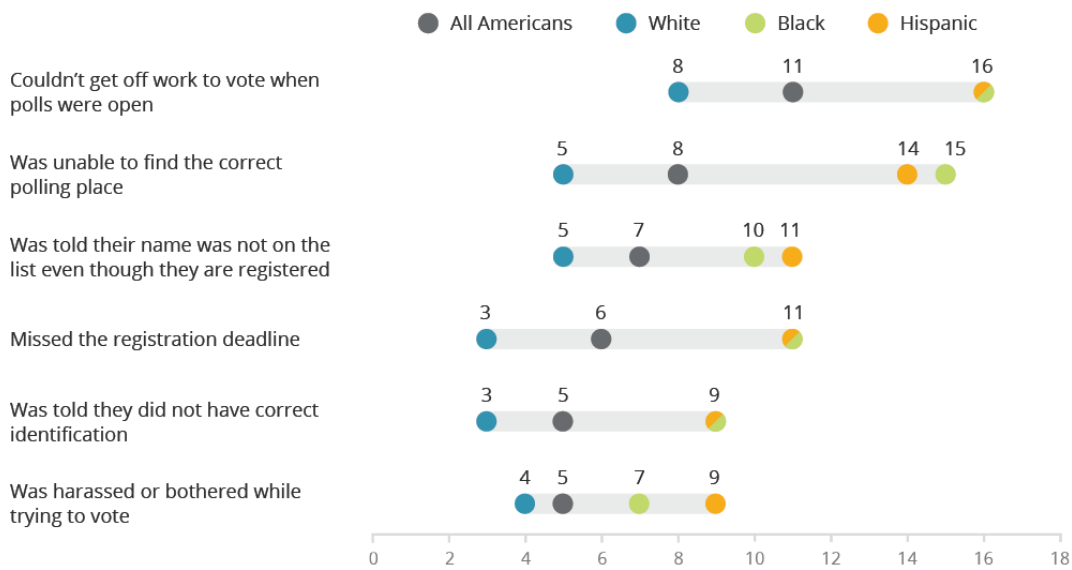 All Americans White Black Hispanic
Couldn’t get off work to vote when
polls were open
8 11 16
Was unable to find the correct
polling place
5 8 14 15
Was told their name was not on the
list even though they are registered
5 7 10 11
Missed the registration deadline
3 6 11
Was told they did not have correct
identification
3 5 9
Was harassed or bothered while
trying to vote
4 5 7 9
0 2 4 6 8 10 12 14 16 18